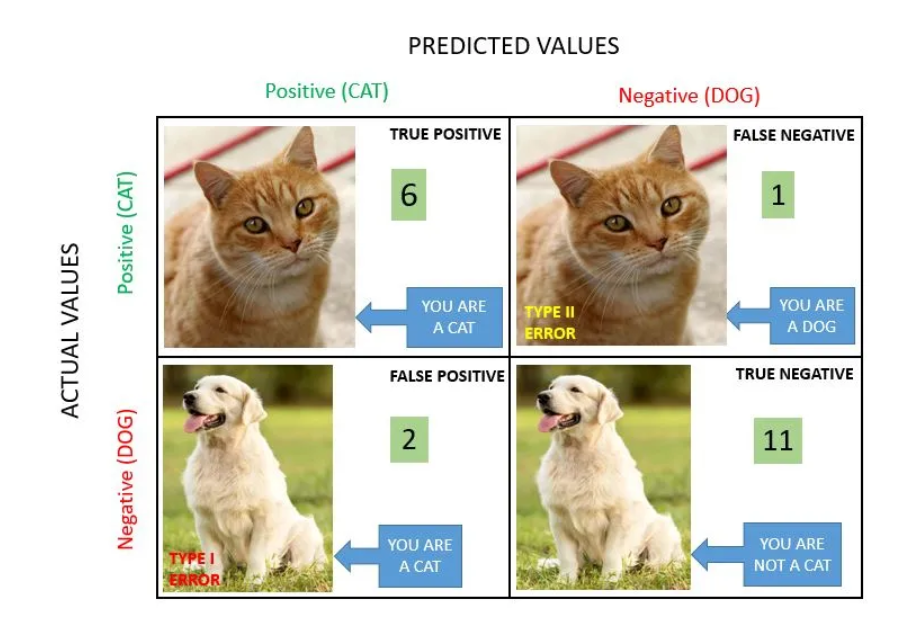 PREDICTED VALUES
Positive (CAT)
Negative (DOG)
ACTUAL VALUES
Positive (CAT)
TRUE POSITIVE
6
YOU ARE
A CAT
FALSE NEGATIVE
1
TYPE II
ERROR
YOU ARE
A DOG
Negative (DOG)
FALSE POSITIVE
2
TYPE I
ERROR
YOU ARE
A CAT
TRUE NEGATIVE
11
YOU ARE
NOT A CAT